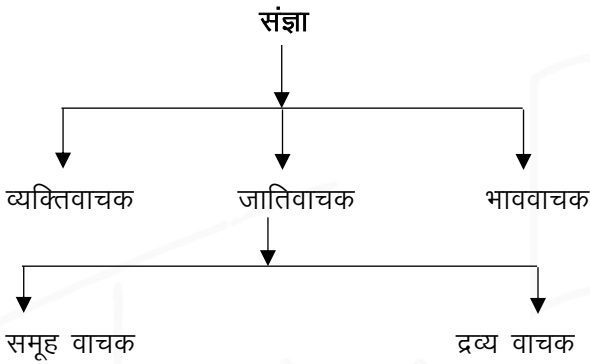 संज्ञा
व्यक्तिवाचक जातिवाचक भाववाचक
समूह वाचक द्रव्य वाचक